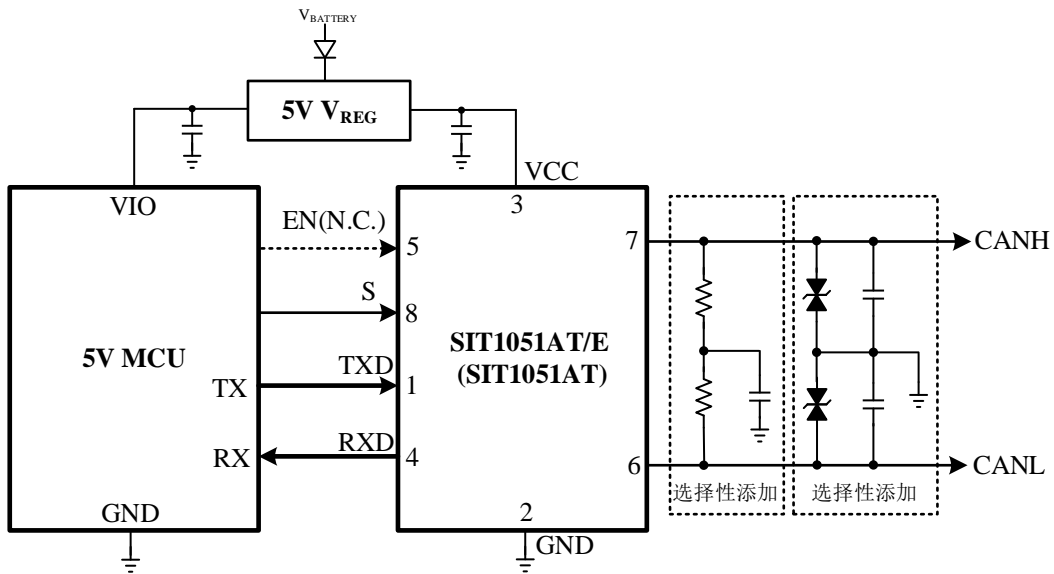 VBATTERY
5V VREG
VCC
VIO
3
EN(N.C.)
5
7
CANH
S
8
5V MCU
SIT1051AT/E
(SIT1051AT)
TX
TXD
1
RX
RXD
4
6
CANL
选择性添加
选择性添加
GND
2
GND